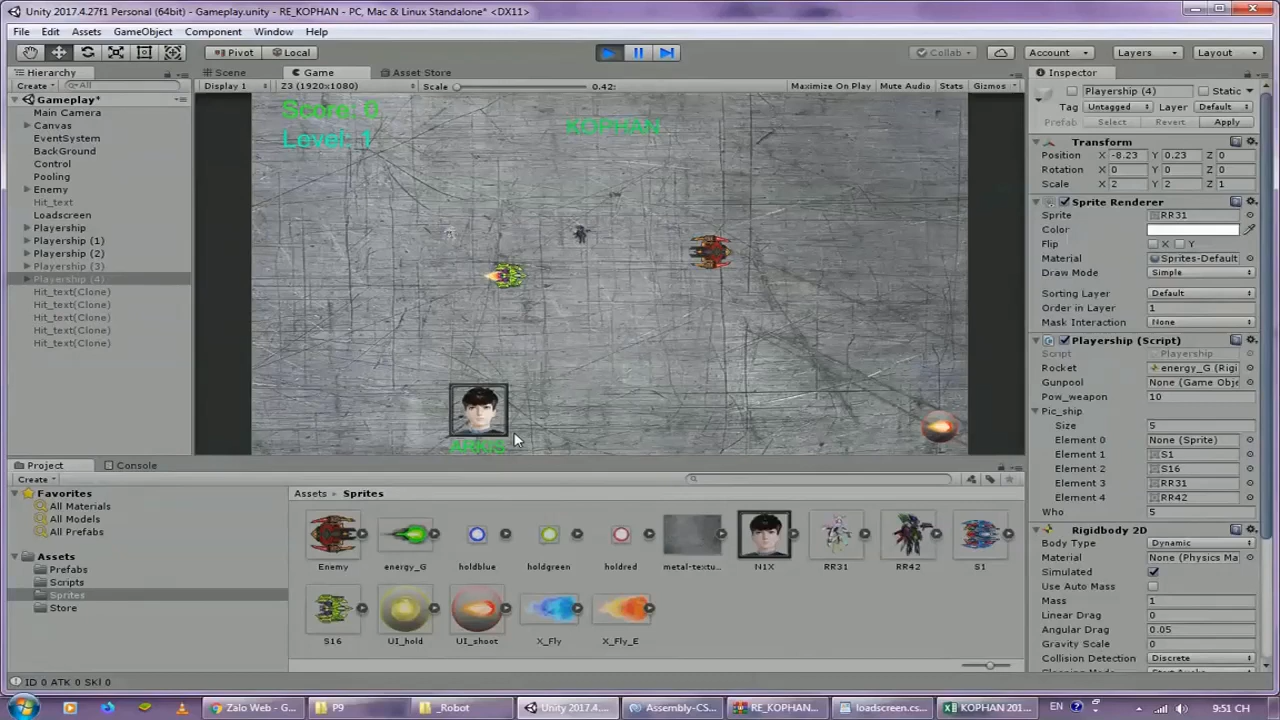 Unity 2017.4.27f1 Personal (64bit) - Gameplay.unity - RE_KOPHAN - PC, Mac & Linux Standalone* <DX11>
File Edit Assets GameObject Component Window Help
Pivot Local Collab Account Layers Layout
Hierarchy Scene Game Asset Store Inspector
Create All
Display 1 Z3 (1920x1080) Scale 0.42: Maximize On Play Mute Audio Stats Gizmos
Gameplay*
Main Camera
Canvas
EventSystem
BackGround
Control
Pooling
Enemy
Hit_text
Loadscreen
Playership
Playership (1)
Playership (2)
Playership (3)
Playership (4)
Hit_text(Clone)
Hit_text(Clone)
Hit_text(Clone)
Hit_text(Clone)
Hit_text(Clone)
Score: 0
Level: 1
KOPHAN
Playership (4) Static
Tag Untagged Layer Default
Prefab Select Revert Apply
Transform
Position X -8.23 Y 0.23 Z 0
Rotation X 0 Y 0 Z 0
Scale X 2 Y 2 Z 1
Sprite Renderer
Sprite RR31
Color
Flip X Y
Material Sprites-Default
Draw Mode Simple
Sorting Layer Default
Order in Layer 1
Mask Interaction None
Playership (Script)
Script Playership
Rocket energy_G (Rigi
Gunpool None (Game Obje
Pow_weapon 10
Pic_ship
Size 5
Element 0 None (Sprite)
Element 1 S1
Element 2 S16
Element 3 RR31
Element 4 RR42
Who 5
Rigidbody 2D
Body Type Dynamic
Material None (Physics Ma
Simulated
Use Auto Mass
Mass 1
Linear Drag 0
Angular Drag 0.05
Gravity Scale 0
Collision Detection Discrete
Project Console
Create
Favorites
All Materials
All Models
All Prefabs
Assets
Prefabs
Scripts
Sprites
Store
Assets Sprites
Enemy energy_G holdblue holdgreen holdred metal-textu... N1X RR31 RR42 S1
S16 UI_hold UI_shoot X_Fly X_Fly_E
ID 0 ATK 0 SKI 0
Zalo Web - G... P9 _Robot Unity 2017.4.... Assembly-CS... RE_KOPHAN... loadscreen.cs... KOPHAN 201... EN 9:51 CH